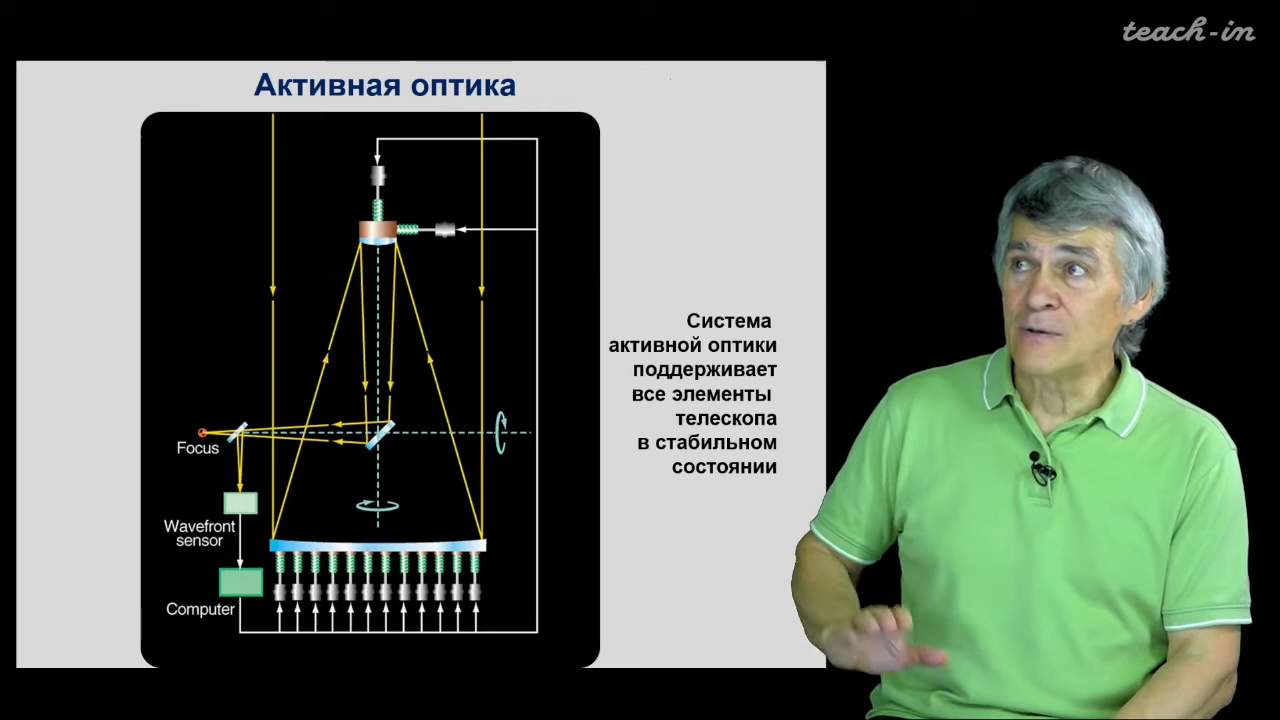 teach-in
Активная оптика
Система
активной оптики
поддерживает
все элементы
телескопа
в стабильном
состоянии
Focus
Wavefront
sensor
Computer